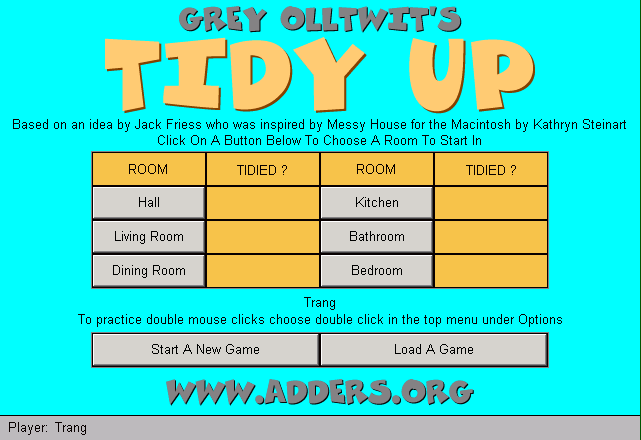 GREY OLLTWIT'S
TIDY UP
Based on an idea by Jack Friess who was inspired by Messy House for the Macintosh by Kathryn Steinart
Click On A Button Below To Choose A Room To Start In
ROOM TIDIED ? ROOM TIDIED ?
Hall Kitchen
Living Room Bathroom
Dining Room Bedroom
Trang
To practice double mouse clicks choose double click in the top menu under Options
Start A New Game Load A Game
WWW.ADDERS.ORG
Player: Trang